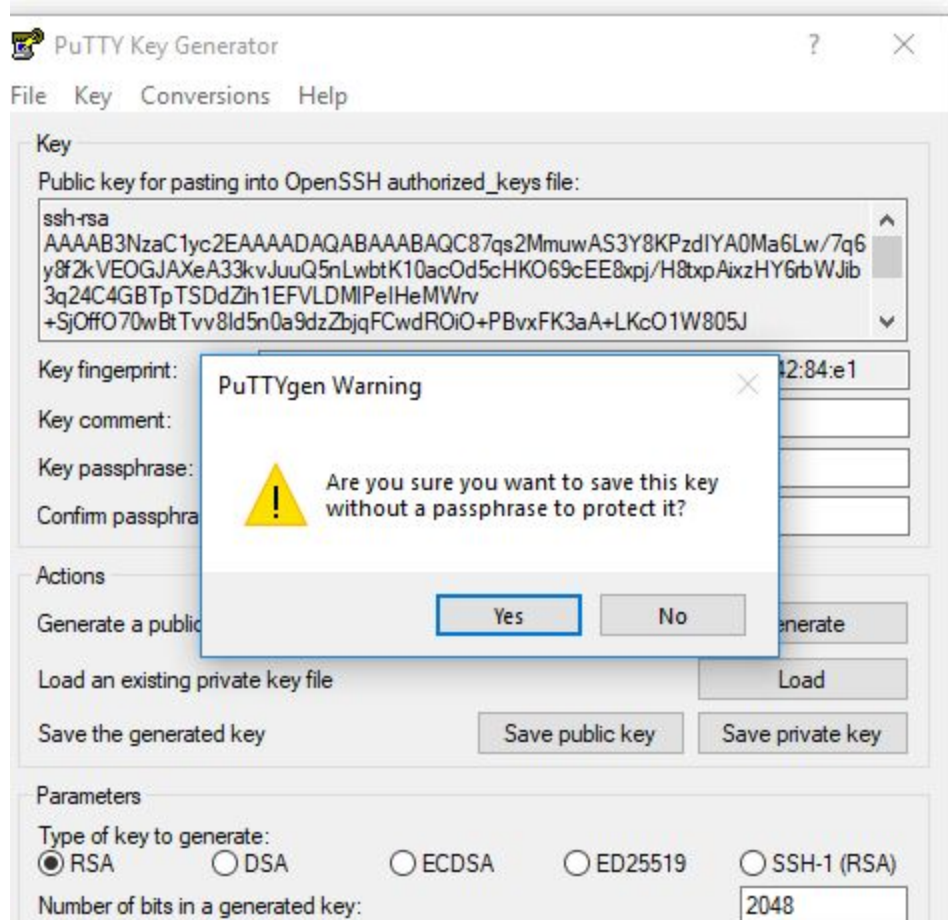 PuTTY Key Generator
? ×
File Key Conversions Help
Key
Public key for pasting into OpenSSH authorized_keys file:
ssh-rsa
AAAAB3NzaC1yc2EAAAADAQABAAABAQC87qs2MmuwAS3Y8KPzdIYA0Ma6Lw/7q6
y8f2kVEOGJAXeA33kvJuuQ5nLwbtK10acOd5cHKO69cEE8xpj/H8txpAixzHY6rbWJib
3q24C4GBTpTSDdZih1EFVLDMIPeIHeMWrv
+SjOffO70wBtTvv8Id5n0a9dzZbjqFCwdROiO+PBvxFK3aA+LKcO1W805J
Key fingerprint: 42:84:e1
Key comment:
Key passphrase:
Confirm passphra
PuTTYgen Warning
Are you sure you want to save this key
without a passphrase to protect it?
Yes No
Actions
Generate a public enerate
Load an existing private key file Load
Save the generated key Save public key Save private key
Parameters
Type of key to generate:
RSA DSA ECDSA ED25519 SSH-1 (RSA)
Number of bits in a generated key: 2048